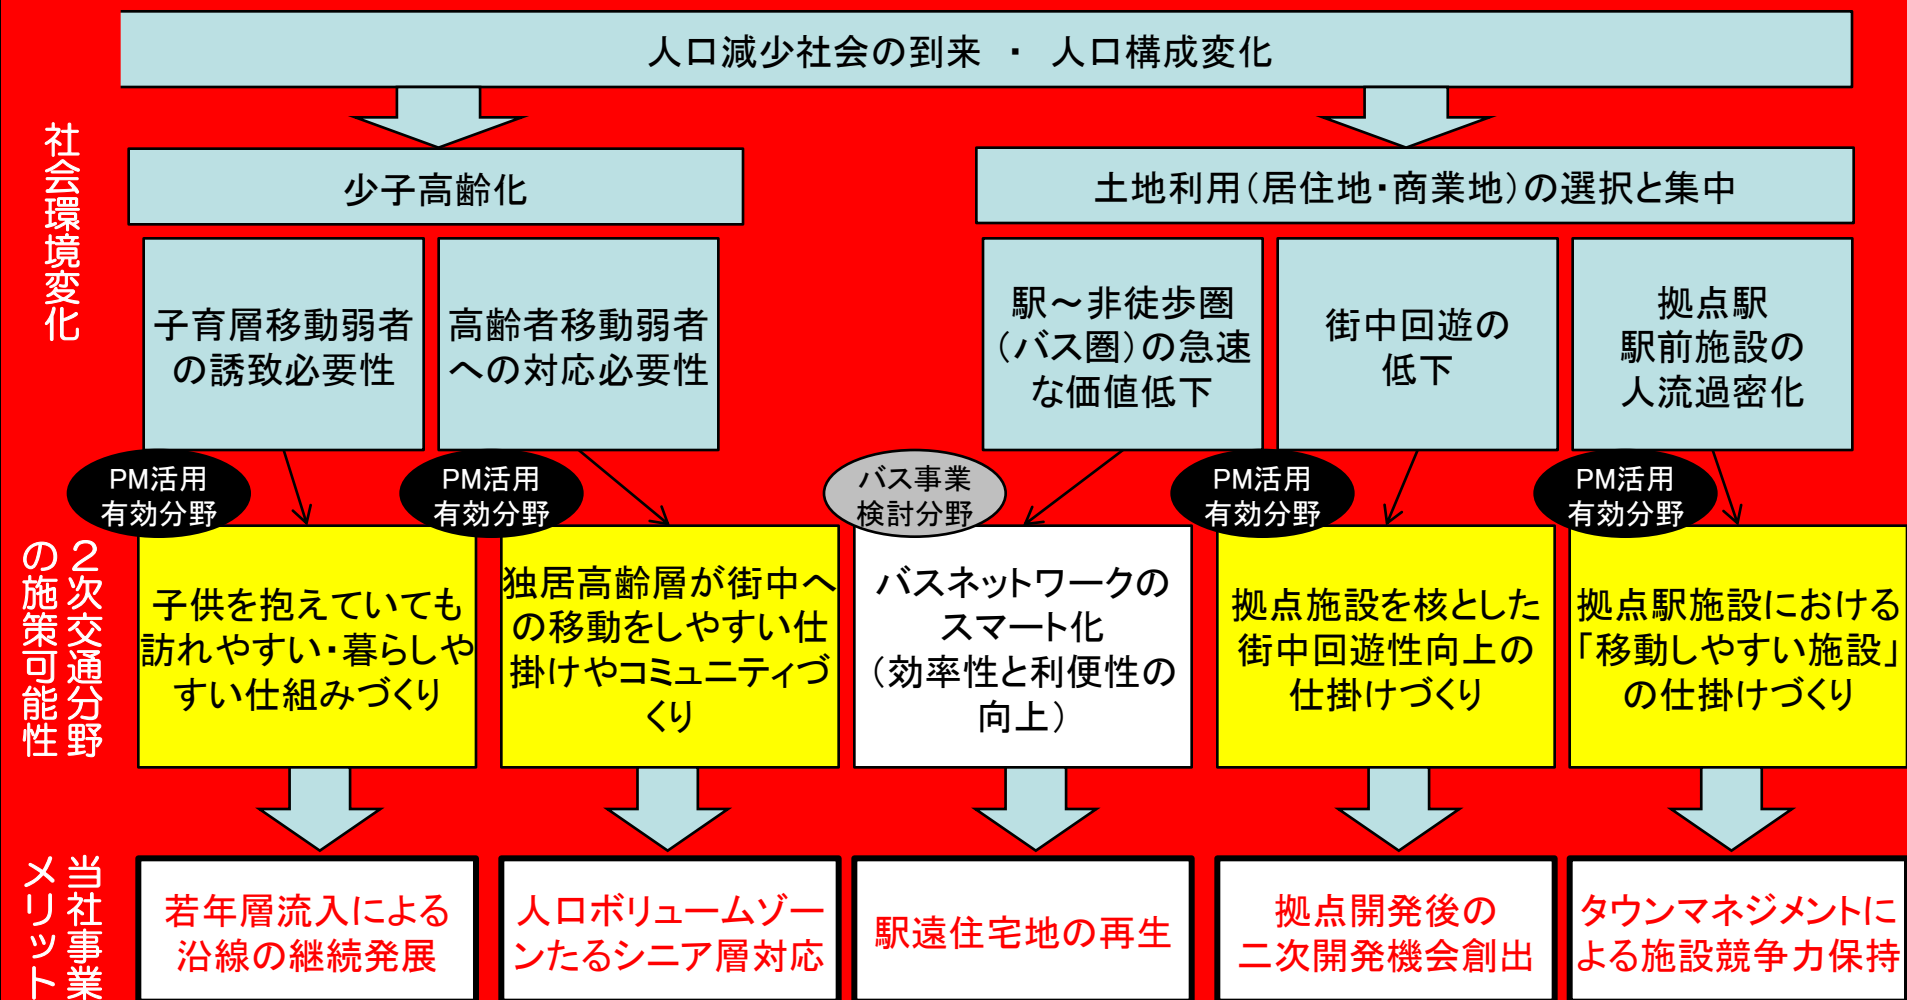 人口減少社会の到来 ・ 人口構成変化
社会環境変化
少子高齢化
土地利用（居住地・商業地）の選択と集中
子育層移動弱者
の誘致必要性
高齢者移動弱者
への対応必要性
駅～非徒歩圏
（バス圏）の急速
な価値低下
街中回遊の
低下
拠点駅
駅前施設の
人流過密化
PM活用
有効分野
PM活用
有効分野
バス事業
検討分野
PM活用
有効分野
PM活用
有効分野
２次交通分野
の施策可能性
子供を抱えていても
訪れやすい・暮らしや
すい仕組みづくり
独居高齢層が街中へ
の移動をしやすい仕
掛けやコミュニティづ
くり
バスネットワークの
スマート化
（効率性と利便性の
向上）
拠点施設を核とした
街中回遊性向上の
仕掛けづくり
拠点駅施設における
「移動しやすい施設」
の仕掛けづくり
当社事業
メリット
若年層流入による
沿線の継続発展
人口ボリュームゾー
ンたるシニア層対応
駅遠住宅地の再生
拠点開発後の
二次開発機会創出
タウンマネジメントに
よる施設競争力保持